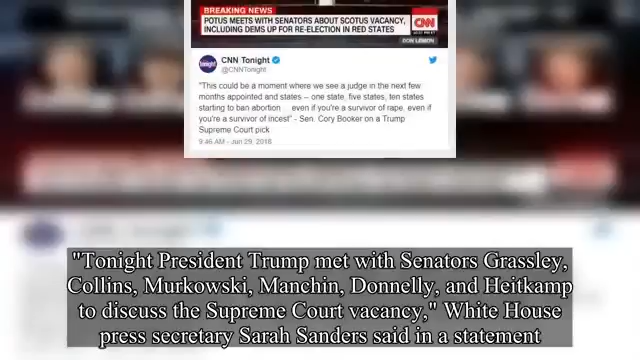 BREAKING NEWS
POTUS MEETS WITH SENATORS ABOUT SCOTUS VACANCY,
INCLUDING DEMS UP FOR RE-ELECTION IN RED STATES
CNN
DON LEMON
CNN Tonight
@CNNTonight
"This could be a moment where we see a judge in the next few
months appointed and states -- one state, five states, ten states
starting to ban abortion even if you're a survivor of rape, even if
you're a survivor of incest" - Sen. Cory Booker on a Trump
Supreme Court pick
9:46 AM - Jun 29, 2018
"Tonight President Trump met with Senators Grassley,
Collins, Murkowski, Manchin, Donnelly, and Heitkamp
to discuss the Supreme Court vacancy," White House
press secretary Sarah Sanders said in a statement